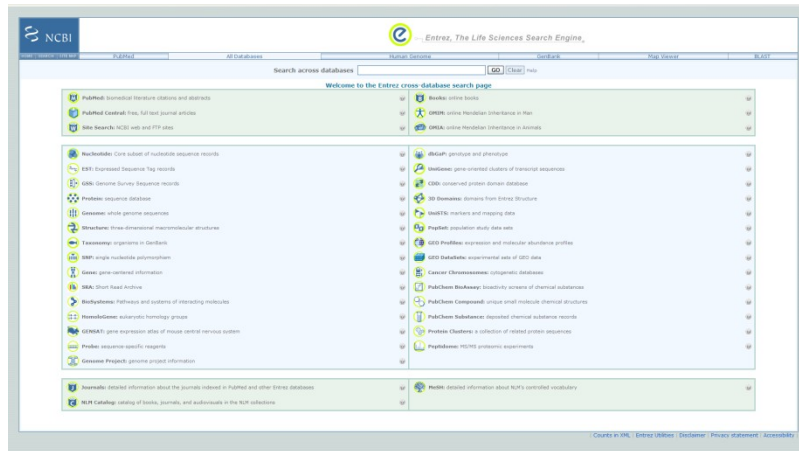 NCBI
Entrez, The Life Sciences Search Engine
PubMed All Databases Human Genome GenBank Map Viewer BLAST
Search across databases GO Clear help
Welcome to the Entrez cross-database search page
PubMed: biomedical literature citations and abstracts
PubMed Central: free, full text journal articles
Site Search: NCBI web and FTP sites
Books: online books
OMIM: online Mendelian Inheritance in Man
OMIA: online Mendelian Inheritance in Animals
Nucleotide: Core subset of nucleotide sequence records
EST: Expressed Sequence Tag records
GSS: Genome Survey Sequence records
Protein: sequence database
Genome: whole genome sequences
Structure: three-dimensional macromolecular structures
Taxonomy: organisms in GenBank
SNP: single nucleotide polymorphism
Gene: gene-centered information
SRA: Short Read Archive
BioSystems: Pathways and systems of interacting molecules
HomoloGene: eukaryotic homology groups
GENSAT: gene expression atlas of mouse central nervous system
Probe: sequence-specific reagents
Genome Project: genome project information
dbGaP: genotype and phenotype
UniGene: gene-oriented clusters of transcript sequences
CDD: conserved protein domain database
3D Domains: domains from Entrez Structure
UniSTS: markers and mapping data
PopSet: population study data sets
GEO Profiles: expression and molecular abundance profiles
GEO DataSets: experimental sets of GEO data
Cancer Chromosomes: cytogenetic databases
PubChem BioAssay: bioactivity screens of chemical substances
PubChem Compound: unique small molecule chemical structures
PubChem Substance: deposited chemical substance records
Protein Clusters: a collection of related protein sequences
Peptidome: MS/MS proteomic experiments
Journals: detailed information about the journals indexed in PubMed and other Entrez databases
NLM Catalog: catalog of books, journals, and audiovisuals in the NLM collections
MeSH: detailed information about NLM's controlled vocabulary
Counts in XML | Entrez Utilities | Disclaimer | Privacy statement | Accessibility